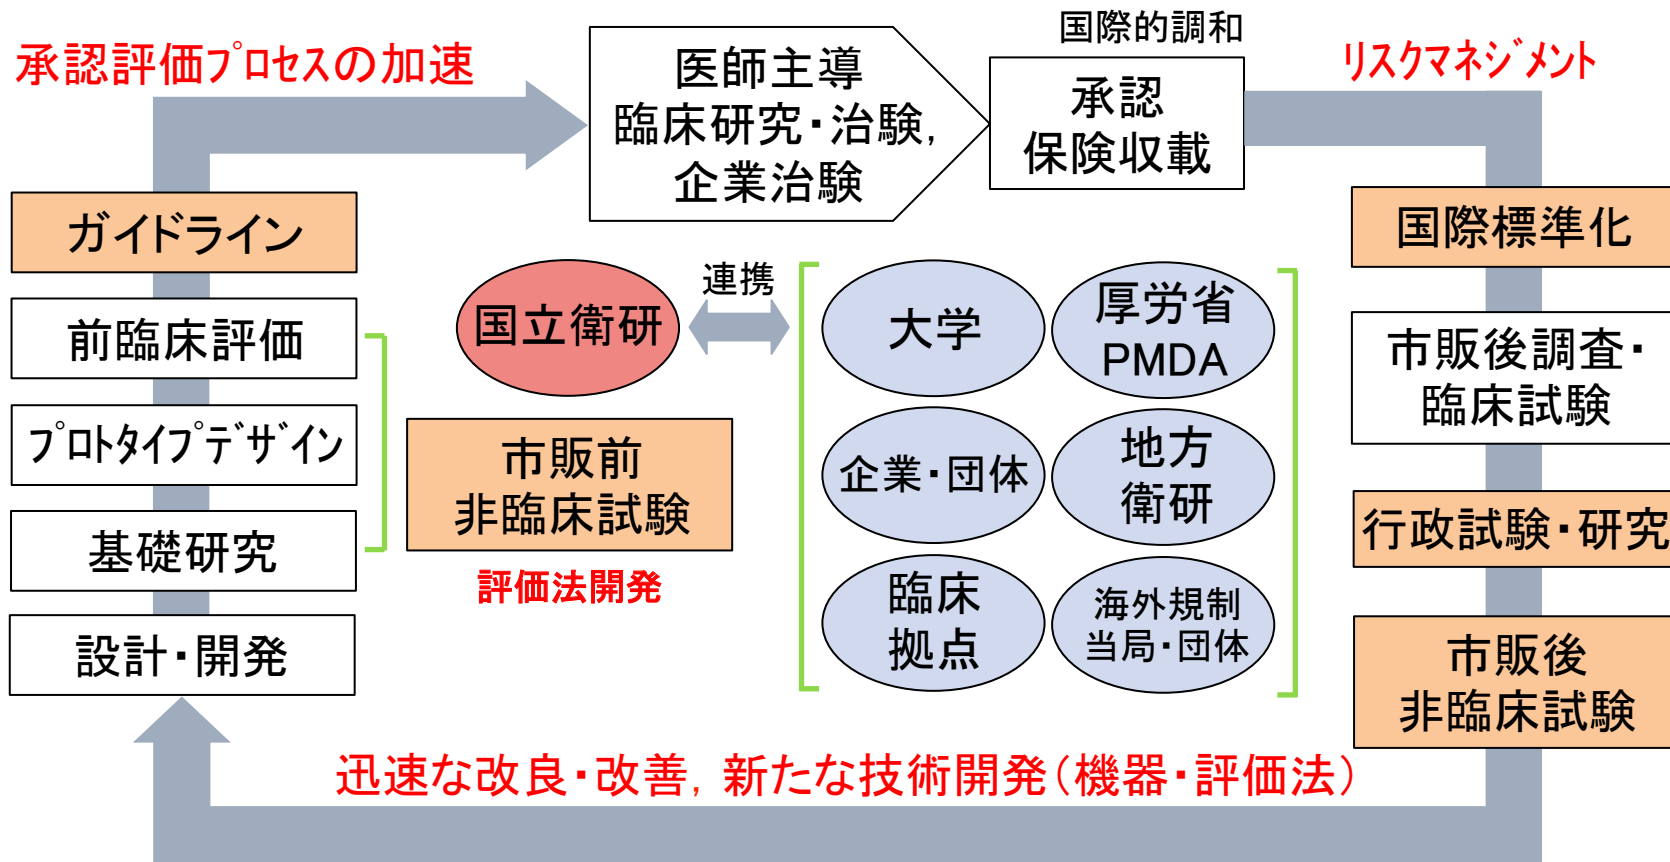 承認評価プロセスの加速
医師主導
臨床研究・治験,
企業治験
国際的調和
承認
保険収載
リスクマネジメント
ガイドライン
前臨床評価
プロトタイプデザイン
基礎研究
設計・開発
国立衛研
連携
市販前
非臨床試験
評価法開発
大学
厚労省
PMDA
企業・団体
地方
衛研
臨床
拠点
海外規制
当局・団体
国際標準化
市販後調査・
臨床試験
行政試験・研究
市販後
非臨床試験
迅速な改良・改善, 新たな技術開発(機器・評価法)